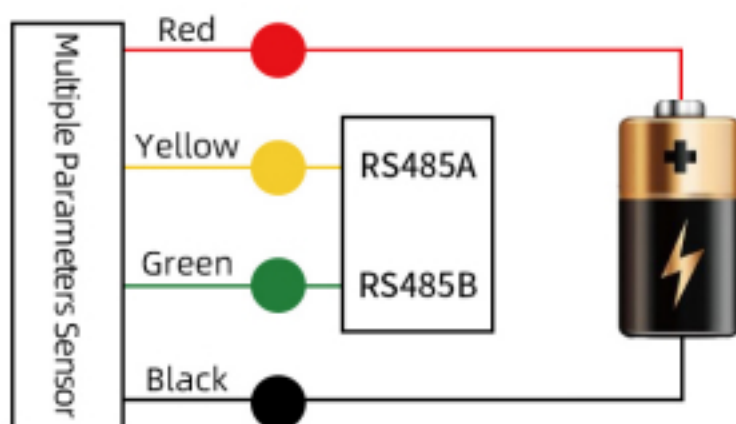 Red
Multiple Parameters Sensor
Yellow
RS485A
Green
RS485B
Black